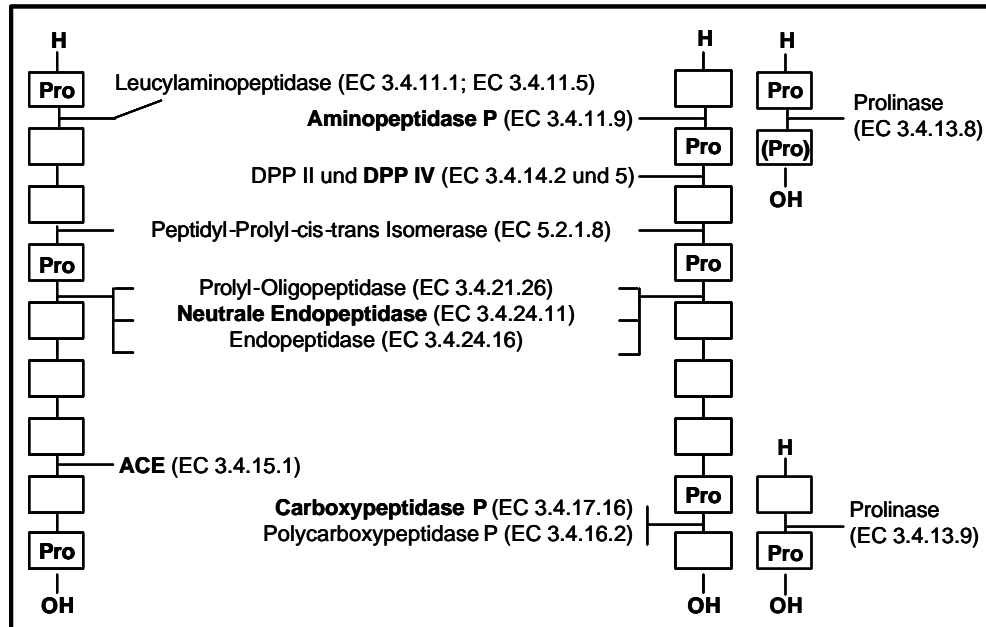 H
H
H
Pro
Leucylaminopeptidase (EC 3.4.11.1; EC 3.4.11.5)
Pro
Aminopeptidase P (EC 3.4.11.9)
Prolinase
(EC 3.4.13.8)
Pro
(Pro)
DPP II und DPP IV (EC 3.4.14.2 und 5)
OH
Peptidyl-Prolyl-cis-trans Isomerase (EC 5.2.1.8)
Pro
Pro
Prolyl-Oligopeptidase (EC 3.4.21.26)
Neutrale Endopeptidase (EC 3.4.24.11)
Endopeptidase (EC 3.4.24.16)
ACE (EC 3.4.15.1)
H
Carboxypeptidase P (EC 3.4.17.16)
Pro
Polycarboxypeptidase P (EC 3.4.16.2)
Prolinase
(EC 3.4.13.9)
Pro
Pro
OH
OH
OH